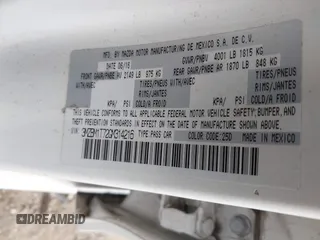 MFD. BY MAZDA MOTOR MANUFACTURING DE MEXICO S.A. DE C.V.
DATE 06/16 GVWR/PNBV 4001 LB 1815 KG
FRONT GAWR/PNBE AV 2149 LB 975 KG REAR GAWR/PNBE AR 1870 LB 848 KG
WITH/AVEC TIRES/PNEUS WITH/AVEC TIRES/PNEUS
RIMS/JANTES RIMS/JANTES
KPA/ PSI COLD/A FROID KPA/ PSI COLD/A FROID
THIS VEHICLE CONFORMS TO ALL APPLICABLE FEDERAL MOTOR VEHICLE SAFETY, BUMPER, AND
THEFT PREVENTION STANDARDS IN EFFECT ON THE DATE OF MANUFACTURE SHOWN ABOVE.
TYPE PASS CAR COLOR:25D MADE IN MEXICO